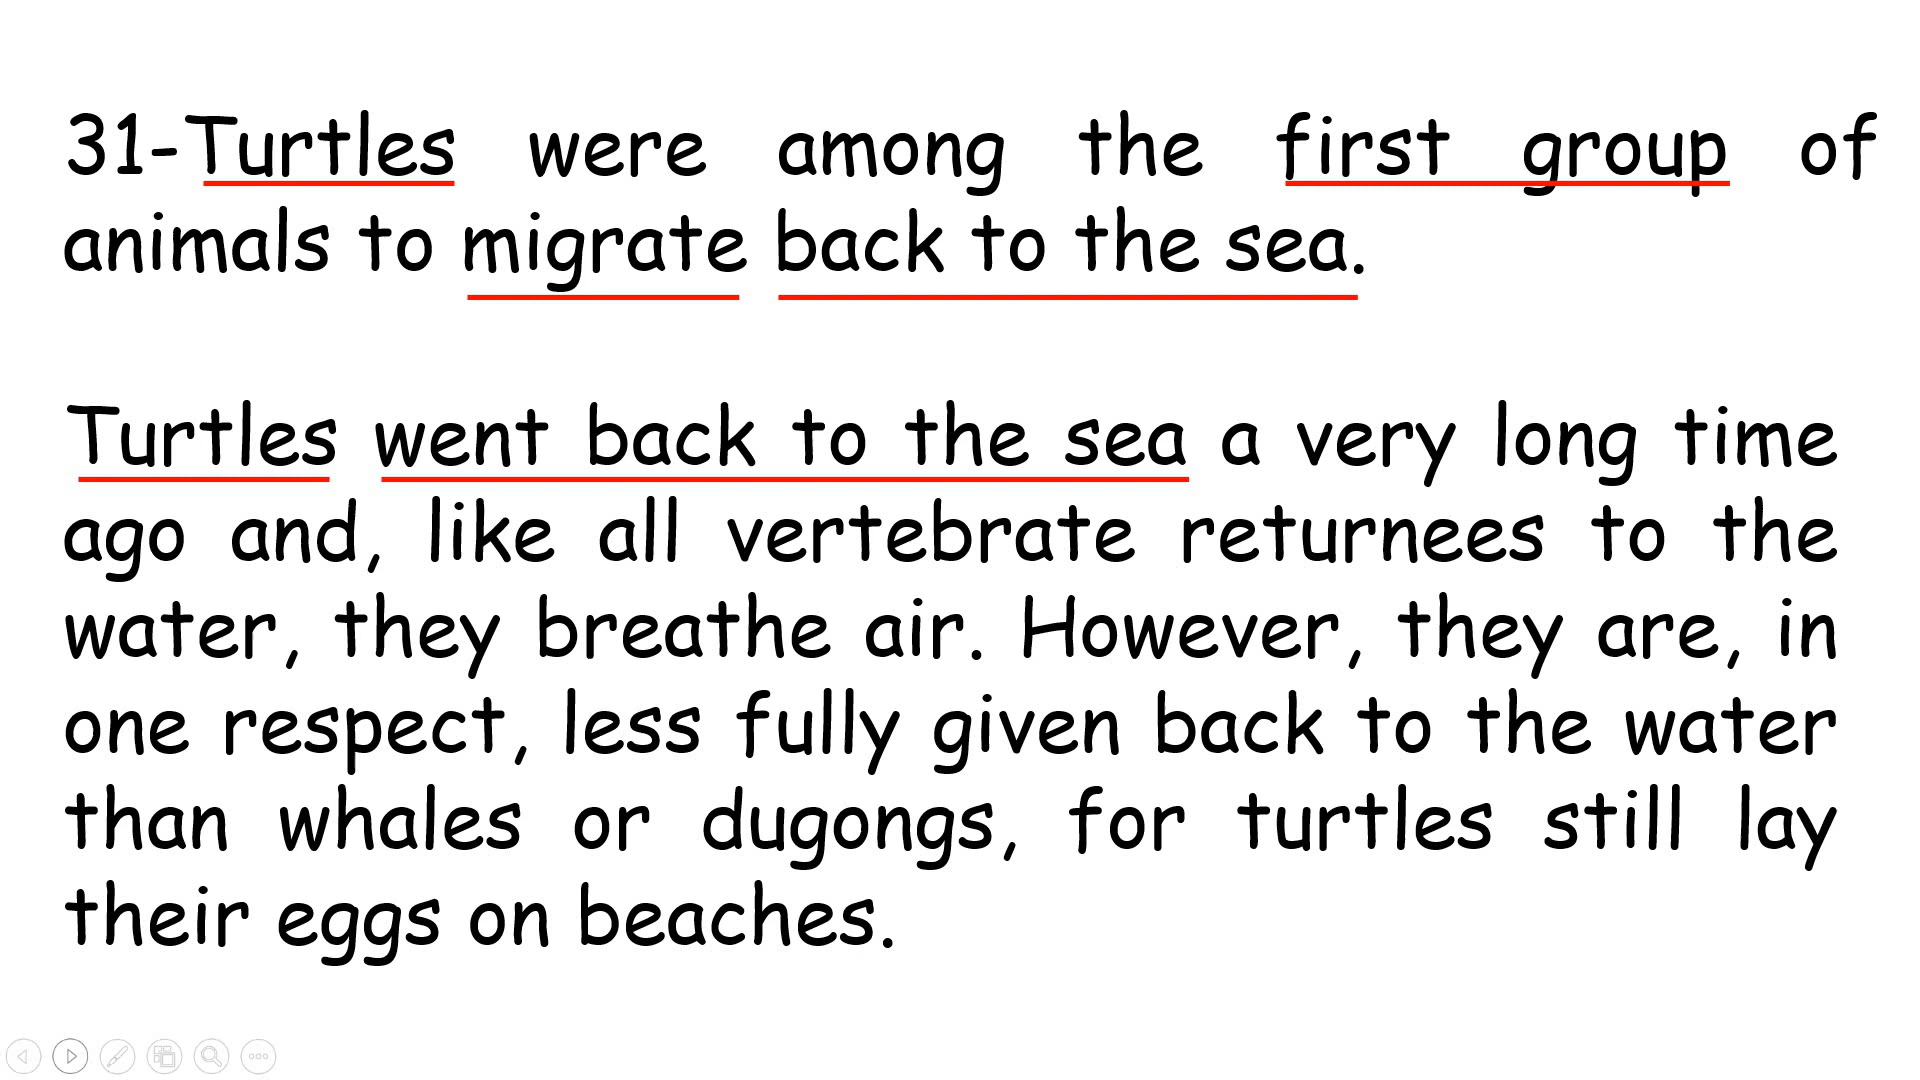 31-Turtles were among the first group of
animals to migrate back to the sea.
Turtles went back to the sea a very long time
ago and, like all vertebrate returnees to the
water, they breathe air. However, they are, in
one respect, less fully given back to the water
than whales or dugongs, for turtles still lay
their eggs on beaches.